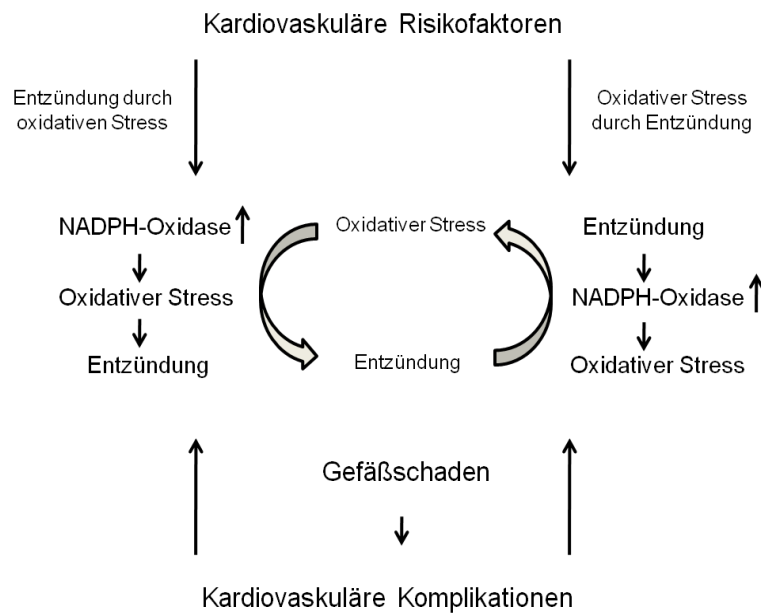 Kardiovaskuläre Risikofaktoren
Entzündung durch
oxidativen Stress
Oxidativer Stress
durch Entzündung
NADPH-Oxidase
Oxidativer Stress
Entzündung
Oxidativer Stress
Entzündung
Entzündung
NADPH-Oxidase
Oxidativer Stress
Gefäßschaden
Kardiovaskuläre Komplikationen